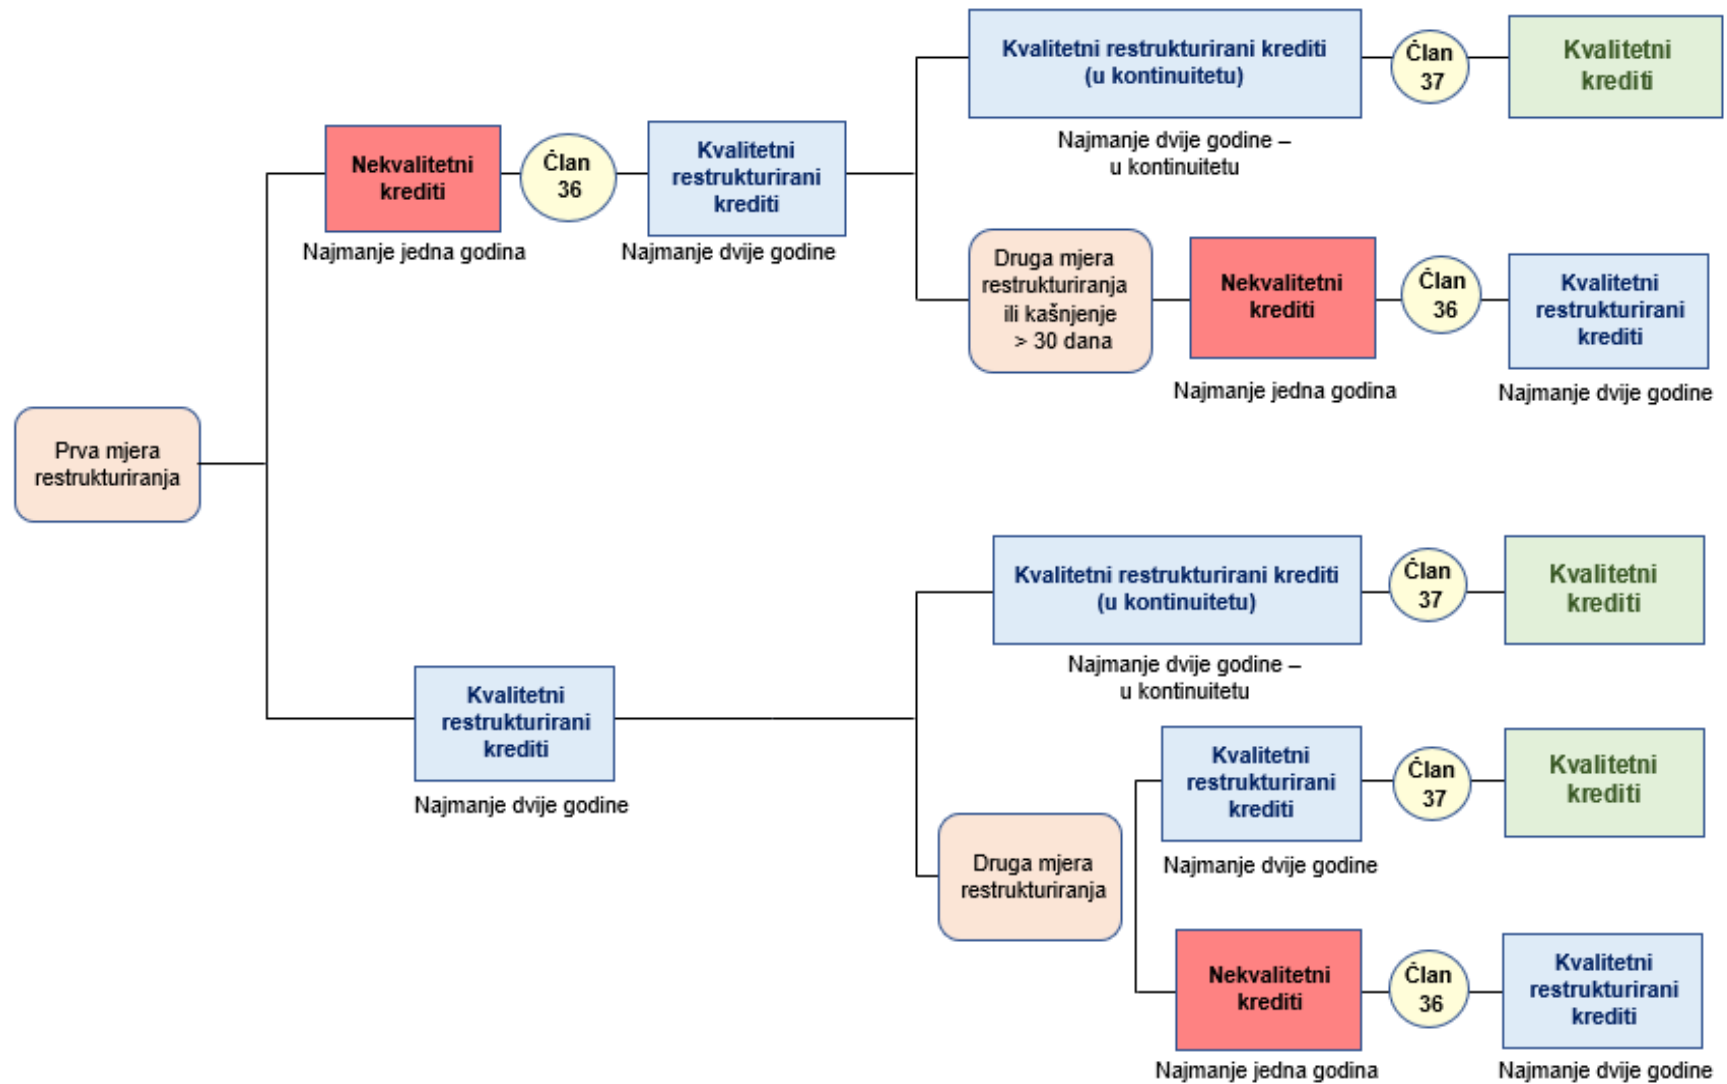 Prva mjera
restrukturiranja
Nekvalitetni
krediti
Najmanje jedna godina
Član
36
Kvalitetni
restrukturirani
krediti
Najmanje dvije godine
Kvalitetni restrukturirani krediti
(u kontinuitetu)
Najmanje dvije godine –
u kontinuitetu
Član
37
Kvalitetni
krediti
Druga mjera
restrukturiranja
ili kašnjenje
> 30 dana
Nekvalitetni
krediti
Najmanje jedna godina
Član
36
Kvalitetni
restrukturirani
krediti
Najmanje dvije godine
Kvalitetni
restrukturirani
krediti
Najmanje dvije godine
Kvalitetni restrukturirani krediti
(u kontinuitetu)
Najmanje dvije godine –
u kontinuitetu
Član
37
Kvalitetni
krediti
Druga mjera
restrukturiranja
Kvalitetni
restrukturirani
krediti
Najmanje dvije godine
Član
37
Kvalitetni
krediti
Nekvalitetni
krediti
Najmanje jedna godina
Član
36
Kvalitetni
restrukturirani
krediti
Najmanje dvije godine